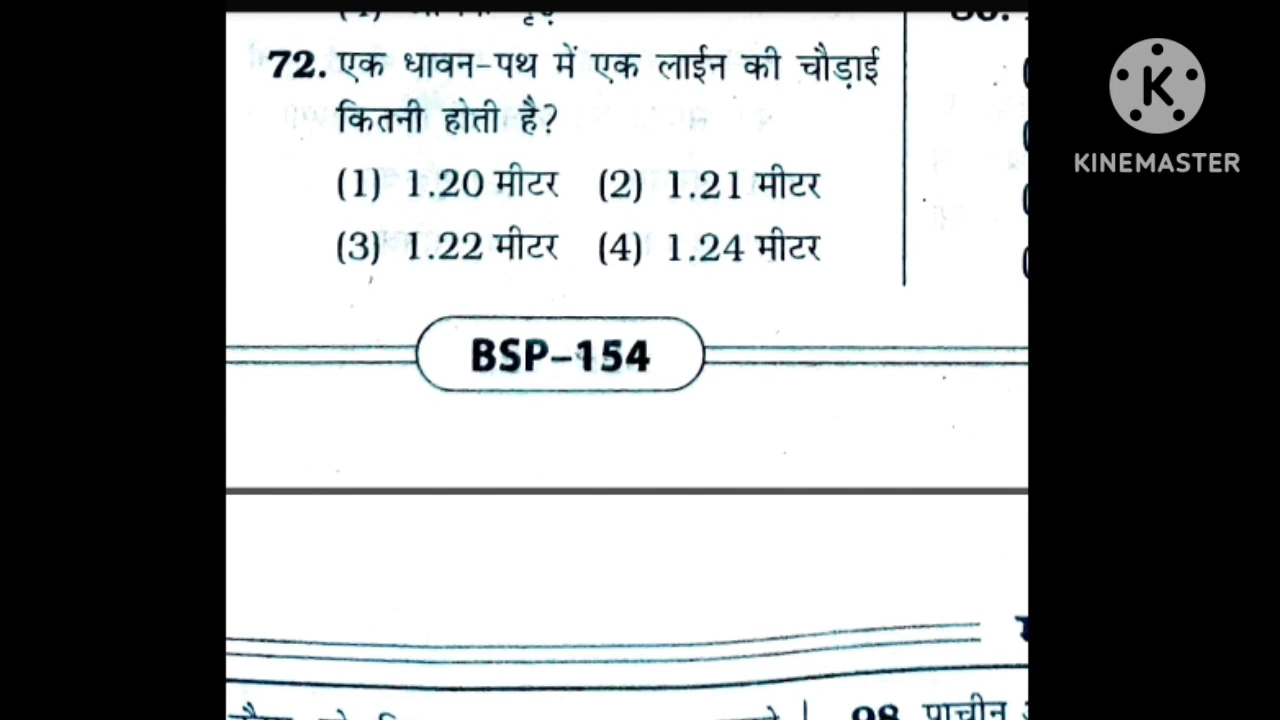 72. एक धावन-पथ में एक लाईन की चौड़ाई
कितनी होती है?
(1) 1.20 मीटर (2) 1.21 मीटर
(3) 1.22 मीटर (4) 1.24 मीटर
BSP-154
98. प्राचीन
K
KINEMASTER